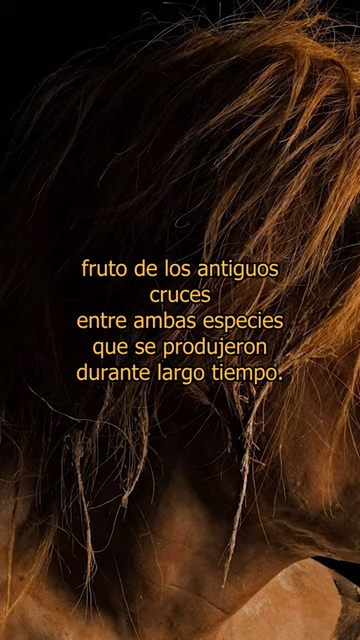 fruto de los antiguos
cruces
entre ambas especies
que se produjeron
durante largo tiempo.